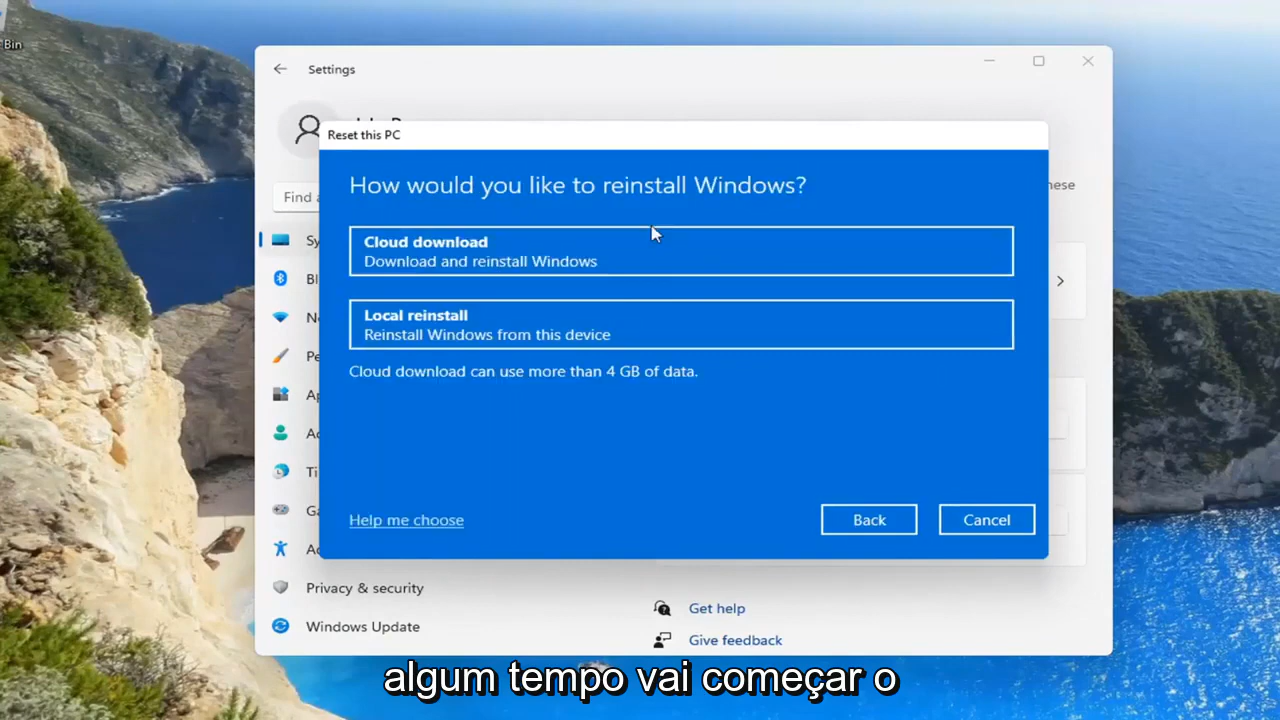 Bin
Settings
Reset this PC
How would you like to reinstall Windows?
Find
Cloud download
Download and reinstall Windows
Local reinstall
Reinstall Windows from this device
Cloud download can use more than 4 GB of data.
Help me choose
Back
Cancel
Privacy & security
Windows Update
Get help
Give feedback
algum tempo vai começar o